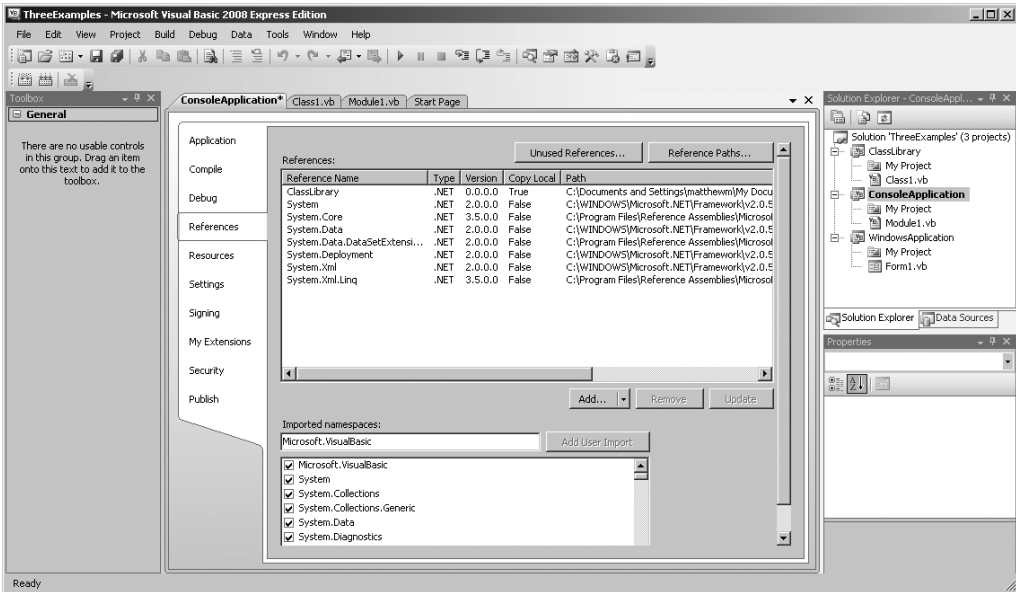 ThreeExamples - Microsoft Visual Basic 2008 Express Edition
File Edit View Project Build Debug Data Tools Window Help
Toolbox
General
There are no usable controls
in this group. Drag an item
onto this text to add it to the
toolbox.
ConsoleApplication* Class1.vb Module1.vb Start Page
Application
Compile
Debug
References
Resources
Settings
Signing
My Extensions
Security
Publish
References:
Unused References... Reference Paths...
Reference Name Type Version Copy Local Path
ClassLibrary .NET 0.0.0.0 True C:\Documents and Settings\matthewm\My Docu
System .NET 2.0.0.0 False C:\WINDOWS\Microsoft.NET\Framework\v2.0.5
System.Core .NET 3.5.0.0 False C:\Program Files\Reference Assemblies\Microsof
System.Data .NET 2.0.0.0 False C:\WINDOWS\Microsoft.NET\Framework\v2.0.5
System.Data.DataSetExtensi... .NET 3.5.0.0 False C:\Program Files\Reference Assemblies\Microsof
System.Deployment .NET 2.0.0.0 False C:\WINDOWS\Microsoft.NET\Framework\v2.0.5
System.Xml .NET 2.0.0.0 False C:\WINDOWS\Microsoft.NET\Framework\v2.0.5
System.Xml.Linq .NET 3.5.0.0 False C:\Program Files\Reference Assemblies\Microsof
Add... Remove Update
Imported namespaces:
Microsoft.VisualBasic Add User Import
Microsoft.VisualBasic
System
System.Collections
System.Collections.Generic
System.Data
System.Diagnostics
Solution Explorer - ConsoleAppl...
Solution 'ThreeExamples' (3 projects)
ClassLibrary
My Project
Class1.vb
ConsoleApplication
My Project
Module1.vb
WindowsApplication
My Project
Form1.vb
Solution Explorer Data Sources
Properties
Ready